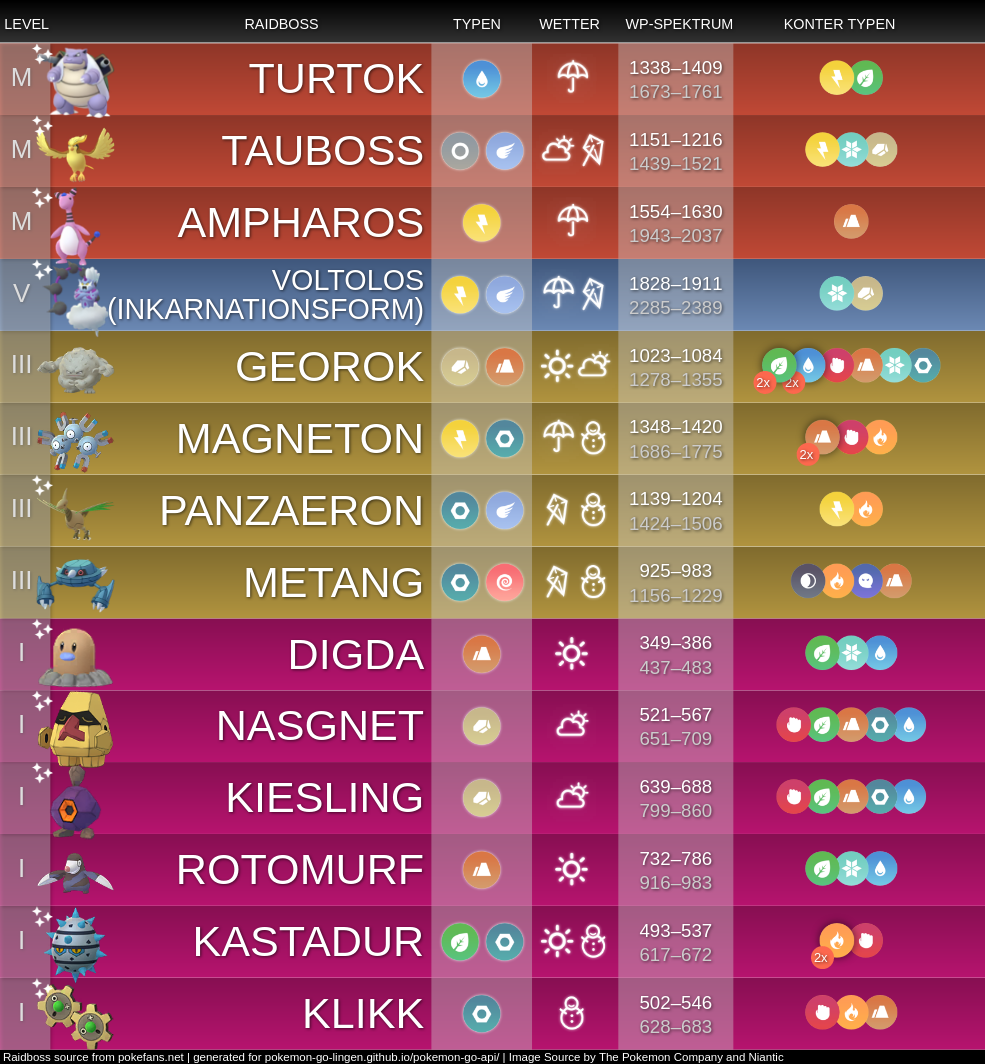 LEVEL RAIDBOSS TYPEN WETTER WP-SPEKTRUM KONTER TYPEN
M TURTOK 1338–1409
1673–1761
M TAUBOSS 1151–1216
1439–1521
M AMPHAROS 1554–1630
1943–2037
V VOLTOLOS 1828–1911
(INKARNATIONSFORM) 2285–2389
III GEOROK 1023–1084
1278–1355 2x 2x
III MAGNETON 1348–1420
1686–1775 2x
III PANZAERON 1139–1204
1424–1506
III METANG 925–983
1156–1229
I DIGDA 349–386
437–483
I NASGNET 521–567
651–709
I KIESLING 639–688
799–860
I ROTOMURF 732–786
916–983
I KASTADUR 493–537
617–672 2x
I KLIKK 502–546
628–683
Raidboss source from pokefans.net | generated for pokemon-go-lingen.github.io/pokemon-go-api/ | Image Source by The Pokemon Company and Niantic